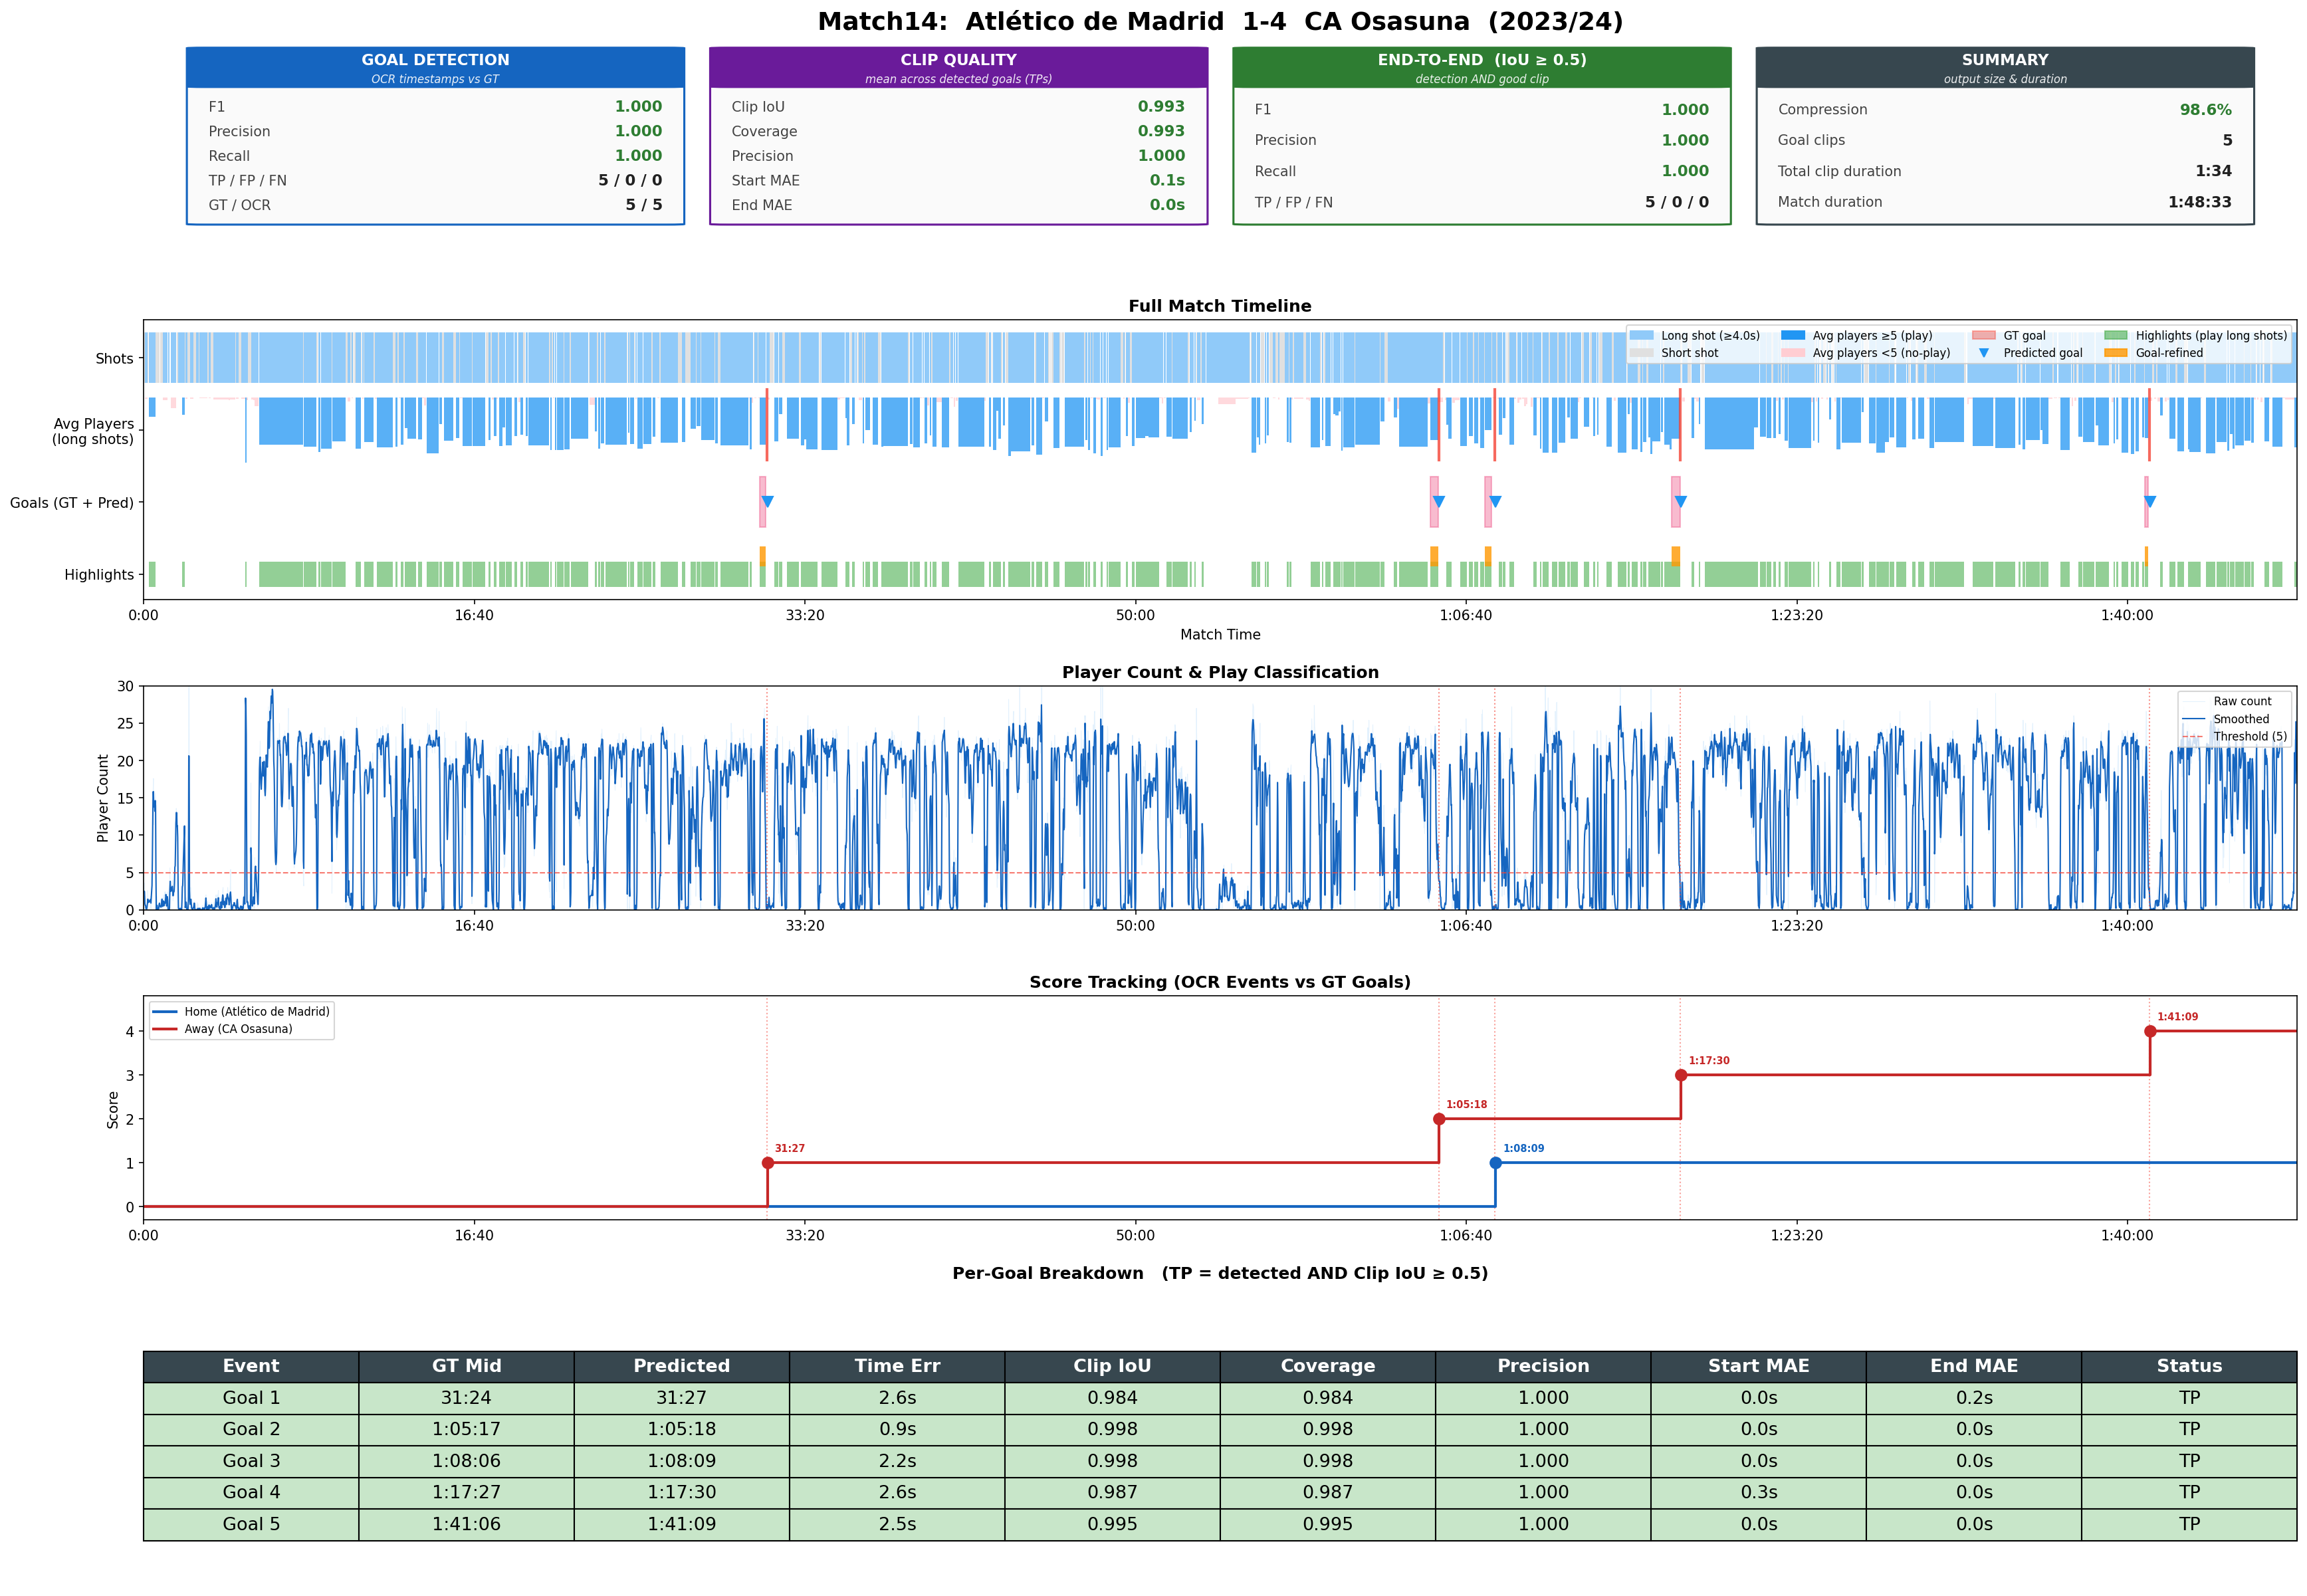 Match14:  Atlético de Madrid  1-4  CA Osasuna  (2023/24)
GOAL DETECTION
OCR timestamps vs GT
F1 1.000
Precision 1.000
Recall 1.000
TP / FP / FN 5 / 0 / 0
GT / OCR 5 / 5
CLIP QUALITY
mean across detected goals (TPs)
Clip IoU 0.993
Coverage 0.993
Precision 1.000
Start MAE 0.1s
End MAE 0.0s
END-TO-END  (IoU ≥ 0.5)
detection AND good clip
F1 1.000
Precision 1.000
Recall 1.000
TP / FP / FN 5 / 0 / 0
SUMMARY
output size & duration
Compression 98.6%
Goal clips 5
Total clip duration 1:34
Match duration 1:48:33
Full Match Timeline
Long shot (≥4.0s) Avg players ≥5 (play) GT goal Highlights (play long shots)
Short shot Avg players <5 (no-play) Predicted goal Goal-refined
Shots
Avg Players
(long shots)
Goals (GT + Pred)
Highlights
0:00 16:40 33:20 50:00 1:06:40 1:23:20 1:40:00
Match Time
Player Count & Play Classification
Raw count
Smoothed
Threshold (5)
Player Count
30
25
20
15
10
5
0
0:00 16:40 33:20 50:00 1:06:40 1:23:20 1:40:00
Score Tracking (OCR Events vs GT Goals)
Home (Atlético de Madrid)
Away (CA Osasuna)
Score
4
3
2
1
0
31:27
1:05:18
1:08:09
1:17:30
1:41:09
0:00 16:40 33:20 50:00 1:06:40 1:23:20 1:40:00
Per-Goal Breakdown   (TP = detected AND Clip IoU ≥ 0.5)
Event GT Mid Predicted Time Err Clip IoU Coverage Precision Start MAE End MAE Status
Goal 1 31:24 31:27 2.6s 0.984 0.984 1.000 0.0s 0.2s TP
Goal 2 1:05:17 1:05:18 0.9s 0.998 0.998 1.000 0.0s 0.0s TP
Goal 3 1:08:06 1:08:09 2.2s 0.998 0.998 1.000 0.0s 0.0s TP
Goal 4 1:17:27 1:17:30 2.6s 0.987 0.987 1.000 0.3s 0.0s TP
Goal 5 1:41:06 1:41:09 2.5s 0.995 0.995 1.000 0.0s 0.0s TP